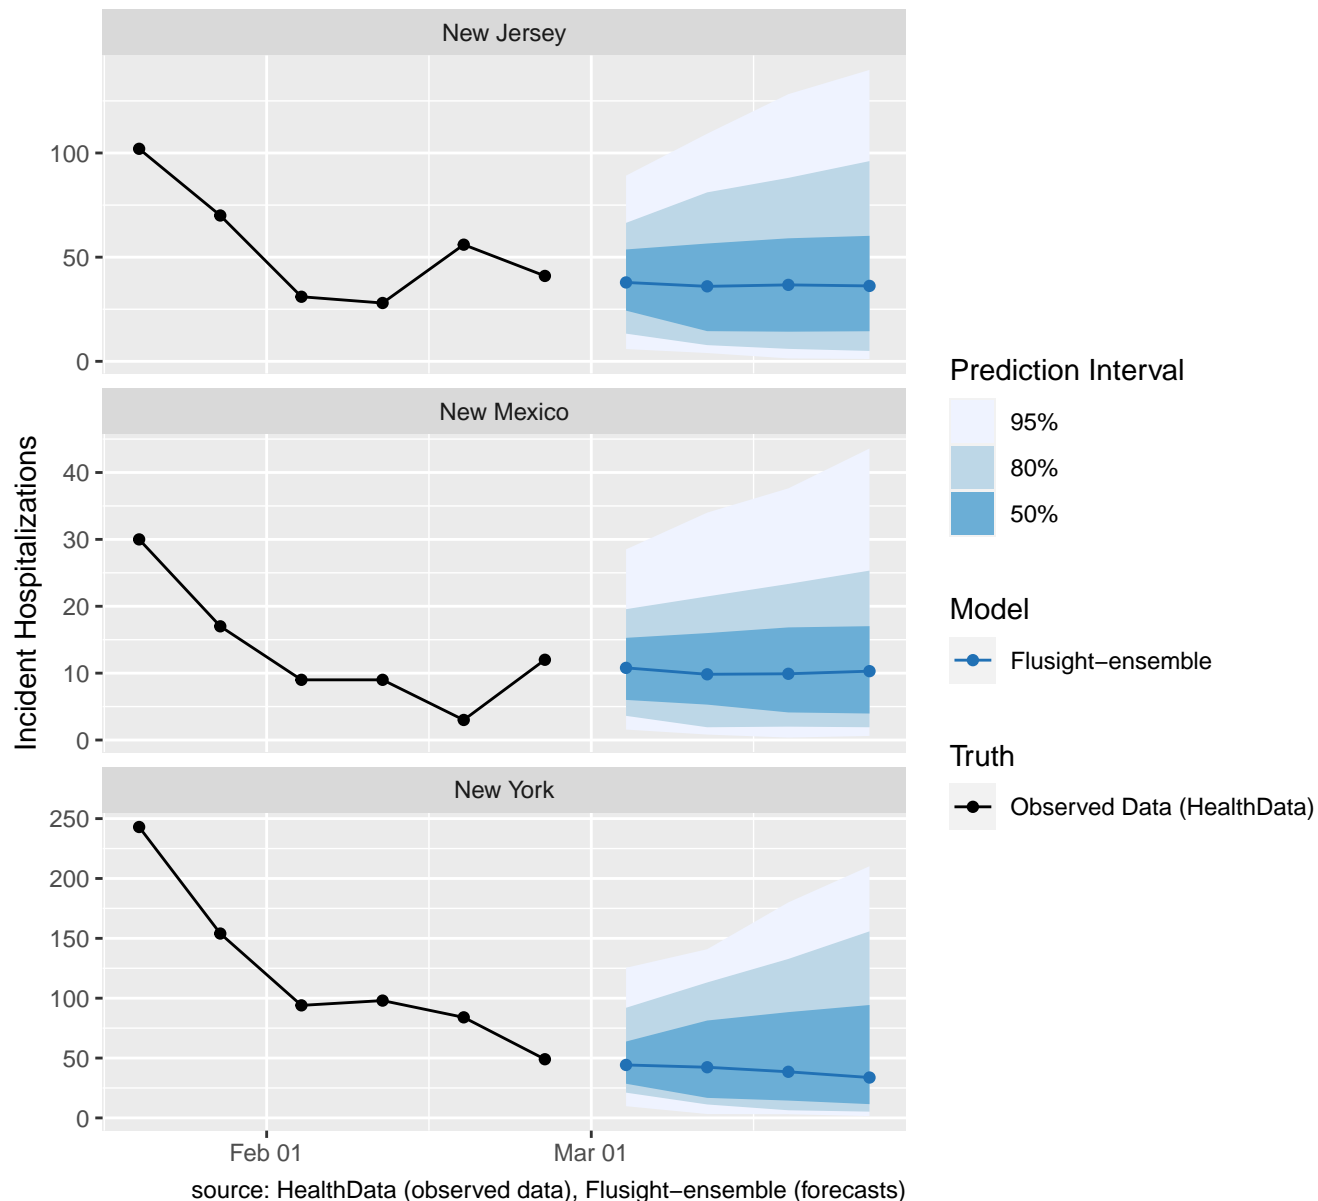 New Jersey
100
50
0
New Mexico
40
30
20
10
0
New York
250
200
150
100
50
0
Feb 01
Mar 01
Incident Hospitalizations
source: HealthData (observed data), Flusight−ensemble (forecasts)
Prediction Interval
95%
80%
50%
Model
Flusight−ensemble
Truth
Observed Data (HealthData)